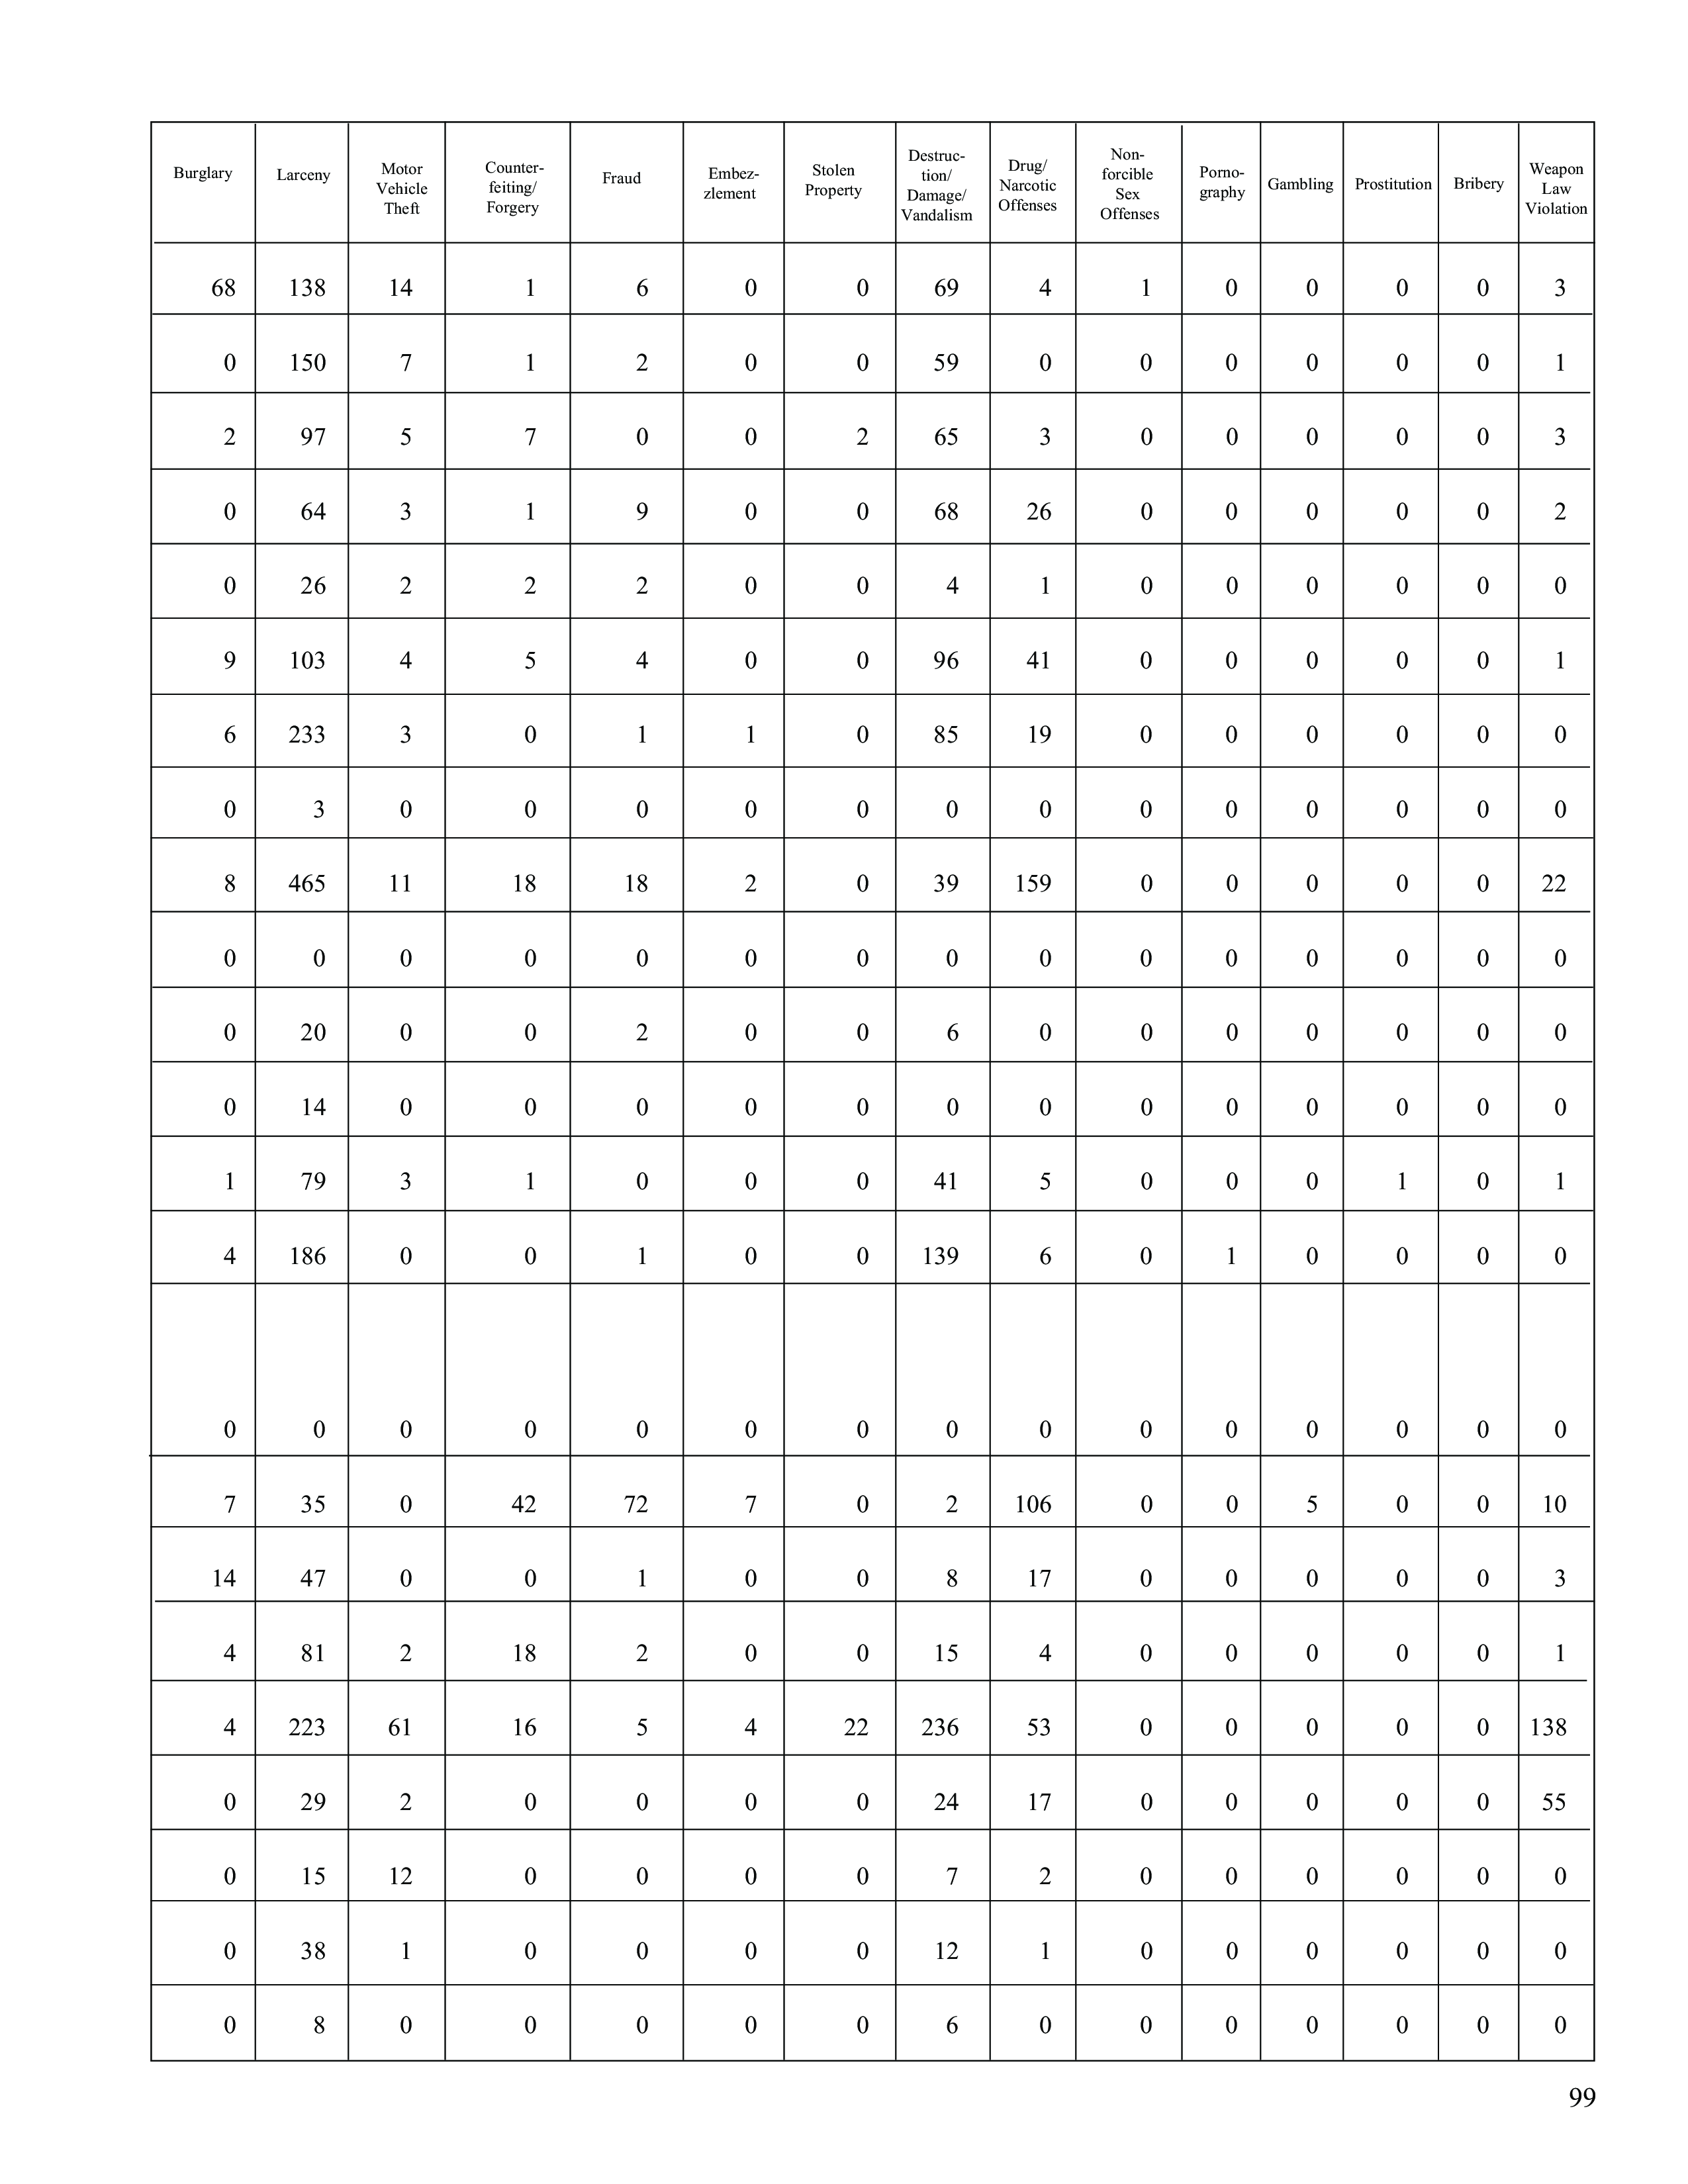 Burglary Larceny Motor Vehicle Theft Counter-feiting/ Forgery Fraud Embez-zlement Stolen Property Destruc-tion/ Damage/ Vandalism Drug/ Narcotic Offenses Non-forcible Sex Offenses Porno-graphy Gambling Prostitution Bribery Weapon Law Violation
68 138 14 1 6 0 0 69 4 1 0 0 0 0 3
0 150 7 1 2 0 0 59 0 0 0 0 0 0 1
2 97 5 7 0 0 2 65 3 0 0 0 0 0 3
0 64 3 1 9 0 0 68 26 0 0 0 0 0 2
0 26 2 2 2 0 0 4 1 0 0 0 0 0 0
9 103 4 5 4 0 0 96 41 0 0 0 0 0 1
6 233 3 0 1 1 0 85 19 0 0 0 0 0 0
0 3 0 0 0 0 0 0 0 0 0 0 0 0 0
8 465 11 18 18 2 0 39 159 0 0 0 0 0 22
0 0 0 0 0 0 0 0 0 0 0 0 0 0 0
0 20 0 0 2 0 0 6 0 0 0 0 0 0 0
0 14 0 0 0 0 0 0 0 0 0 0 0 0 0
1 79 3 1 0 0 0 41 5 0 0 0 1 0 1
4 186 0 0 1 0 0 139 6 0 1 0 0 0 0
0 0 0 0 0 0 0 0 0 0 0 0 0 0 0
7 35 0 42 72 7 0 2 106 0 0 5 0 0 10
14 47 0 0 1 0 0 8 17 0 0 0 0 0 3
4 81 2 18 2 0 0 15 4 0 0 0 0 0 1
4 223 61 16 5 4 22 236 53 0 0 0 0 0 138
0 29 2 0 0 0 0 24 17 0 0 0 0 0 55
0 15 12 0 0 0 0 7 2 0 0 0 0 0 0
0 38 1 0 0 0 0 12 1 0 0 0 0 0 0
0 8 0 0 0 0 0 6 0 0 0 0 0 0 0
99